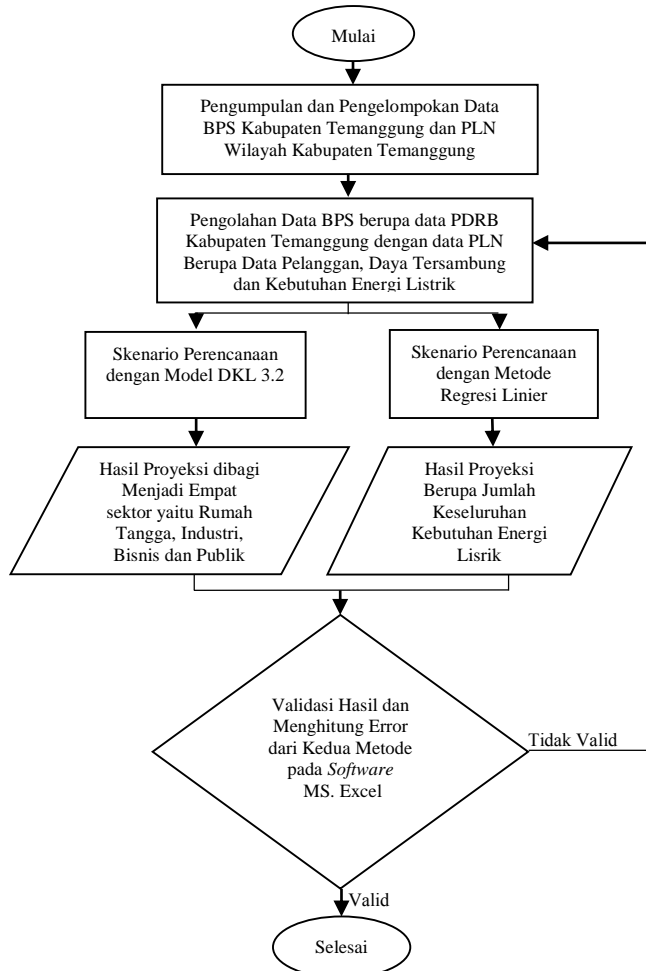 Mulai
Pengumpulan dan Pengelompokan Data
BPS Kabupaten Temanggung dan PLN
Wilayah Kabupaten Temanggung
Pengolahan Data BPS berupa data PDRB
Kabupaten Temanggung dengan data PLN
Berupa Data Pelanggan, Daya Tersambung
dan Kebutuhan Energi Listrik
Skenario Perencanaan
dengan Model DKL 3.2
Skenario Perencanaan
dengan Metode
Regresi Linier
Hasil Proyeksi dibagi
Menjadi Empat
sektor yaitu Rumah
Tangga, Industri,
Bisnis dan Publik
Hasil Proyeksi
Berupa Jumlah
Keseluruhan
Kebutuhan Energi
Lisrik
Validasi Hasil dan
Menghitung Error
dari Kedua Metode
pada Software
MS. Excel
Tidak Valid
Valid
Selesai